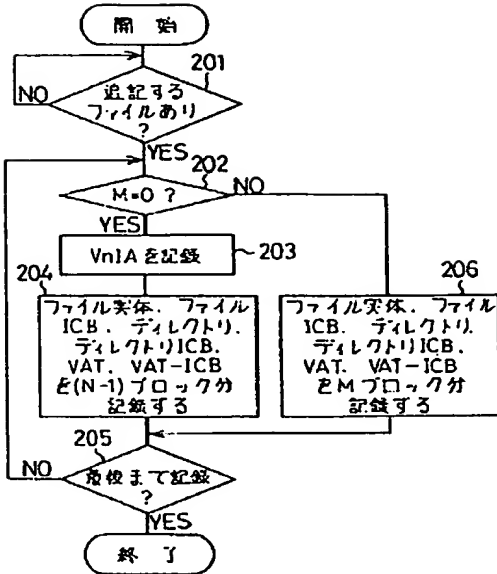 開始
201
追記する
ファイルあり
?
NO
YES
202
M=0 ?
NO
YES
VnIAを記録
203
204
ファイル実体、ファイル
ICB、ディレクトリ、
ディレクトリICB、
VAT、VAT-ICB
を(N-1)ブロック分
記録する
206
ファイル実体、ファイル
ICB、ディレクトリ、
ディレクトリICB、
VAT、VAT-ICB
をMブロック分
記録する
205
最後まで記録
?
NO
YES
終了